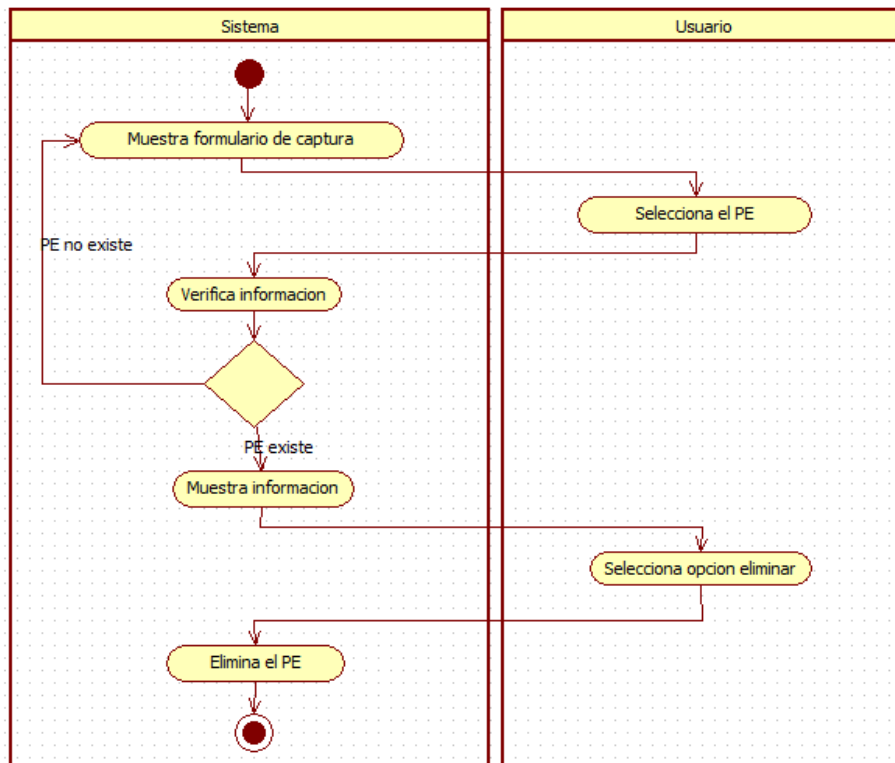 Sistema
Usuario
Muestra formulario de captura
Selecciona el PE
PE no existe
Verifica informacion
PE existe
Muestra informacion
Selecciona opcion eliminar
Elimina el PE